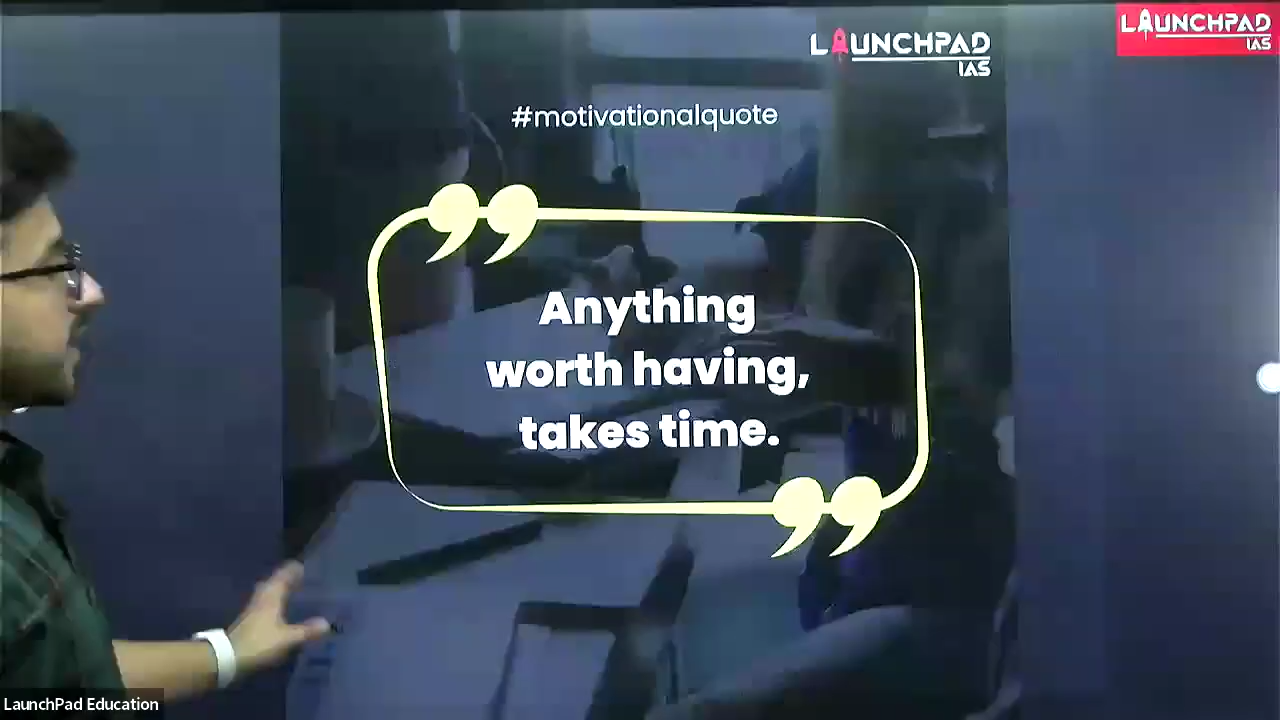 LAUNCHPAD
IAS
LAUNCHPAD
IAS
#motivationalquote
Anything
worth having,
takes time.
LaunchPad Education